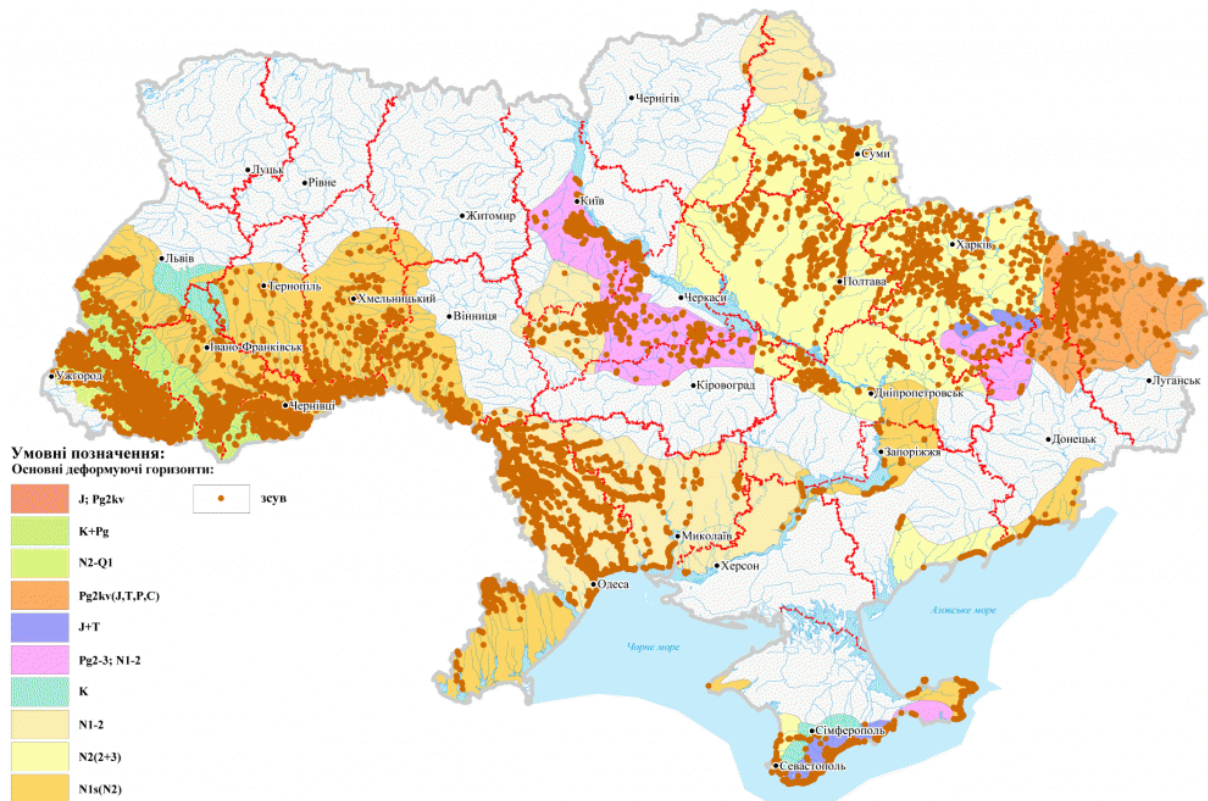 Чернігів
Суми
Луцьк
Рівне
Київ
Житомир
Харків
Львів
Тернопіль
Хмельницький
Полтава
Черкаси
Вінниця
Івано-Франківськ
Ужгород
Кіровоград
Луганськ
Дніпропетровськ
Чернівці
Донецьк
Запоріжжя
Миколаїв
Херсон
Одеса
Азовське море
Чорне море
Сімферополь
Севастополь
Умовні позначення:
Основні деформуючі горизонти:
J; Pg2kv
зсув
K+Pg
N2-Q1
Pg2kv(J,T,P,C)
J+T
Pg2-3; N1-2
K
N1-2
N2(2+3)
N1s(N2)